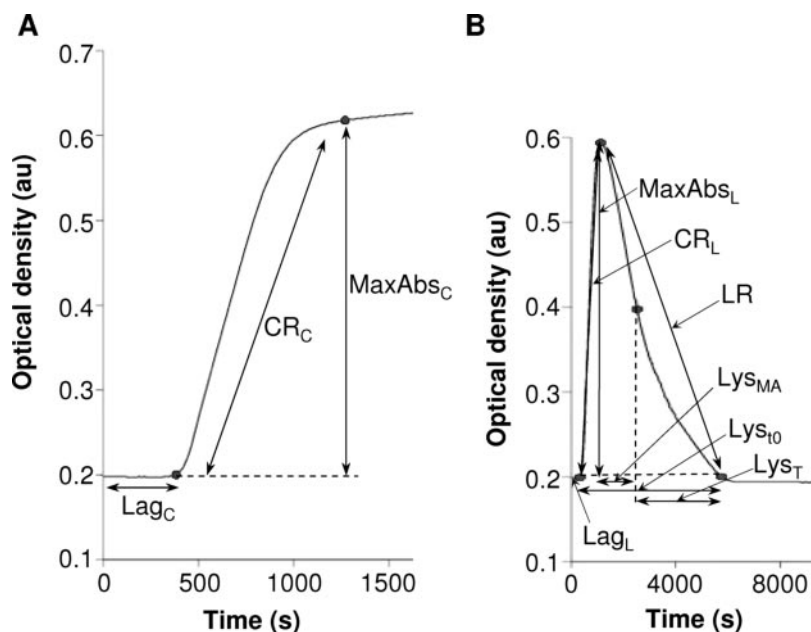 A
Optical density (au)
0.7
0.6
0.5
0.4
0.3
0.2
0.1
CR_C
MaxAbs_C
Lag_C
0
500
1000
1500
Time (s)
B
Optical density (au)
0.6
0.5
0.4
0.3
0.2
0.1
MaxAbs_L
CR_L
LR
Lys_MA
Lys_t0
Lys_T
Lag_L
0
4000
8000
Time (s)